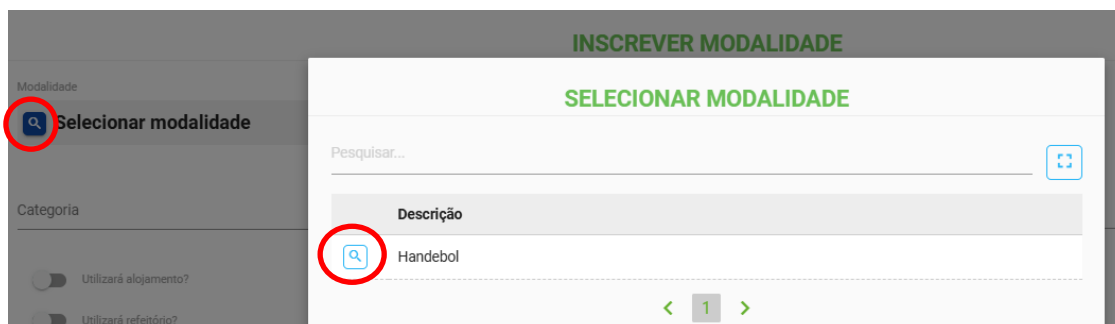 INSCREVER MODALIDADE
Modalidade
Selecionar modalidade
Categoria
Utilizará alojamento?
Utilizará refeitório?
SELECIONAR MODALIDADE
Pesquisar...
Descrição
Handebol
1